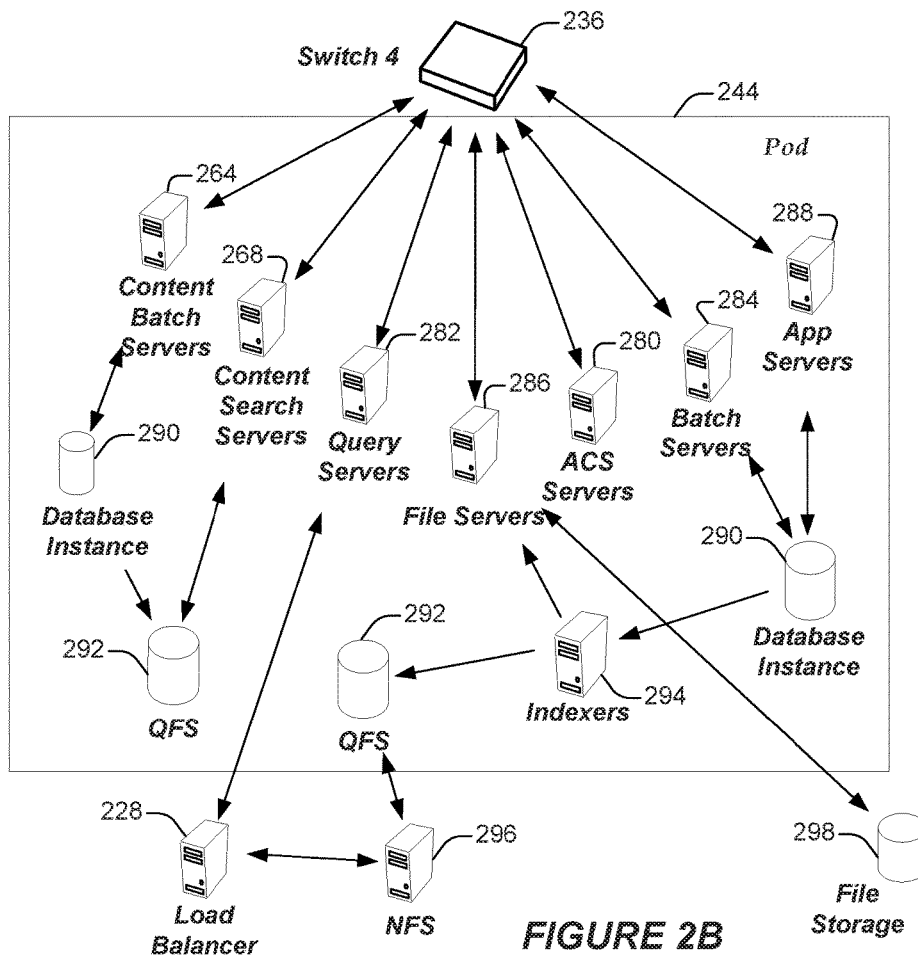 236
Switch 4
244
Pod
264
Content
Batch
Servers
268
Content
Search
Servers
282
Query
Servers
286
File Servers
280
ACS
Servers
284
Batch
Servers
288
App
Servers
290
Database
Instance
290
Database
Instance
292
QFS
292
QFS
294
Indexers
228
Load
Balancer
296
NFS
298
File
Storage
FIGURE 2B